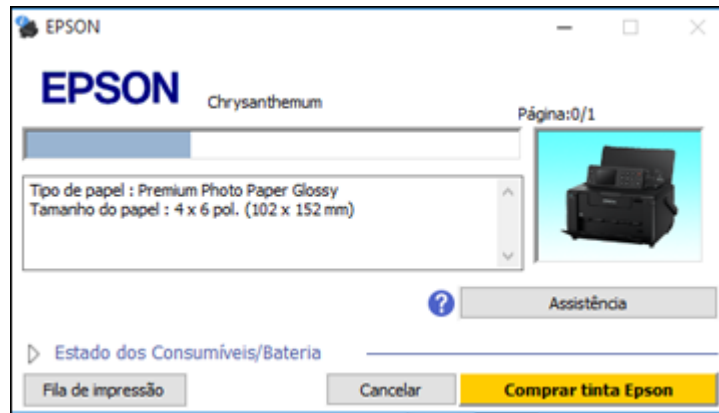 EPSON
EPSON
Chrysanthemum
Página:0/1
Tipo de papel : Premium Photo Paper Glossy
Tamanho do papel : 4 x 6 pol. (102 x 152 mm)
?
Assistência
Estado dos Consumíveis/Bateria
Fila de impressão
Cancelar
Comprar tinta Epson